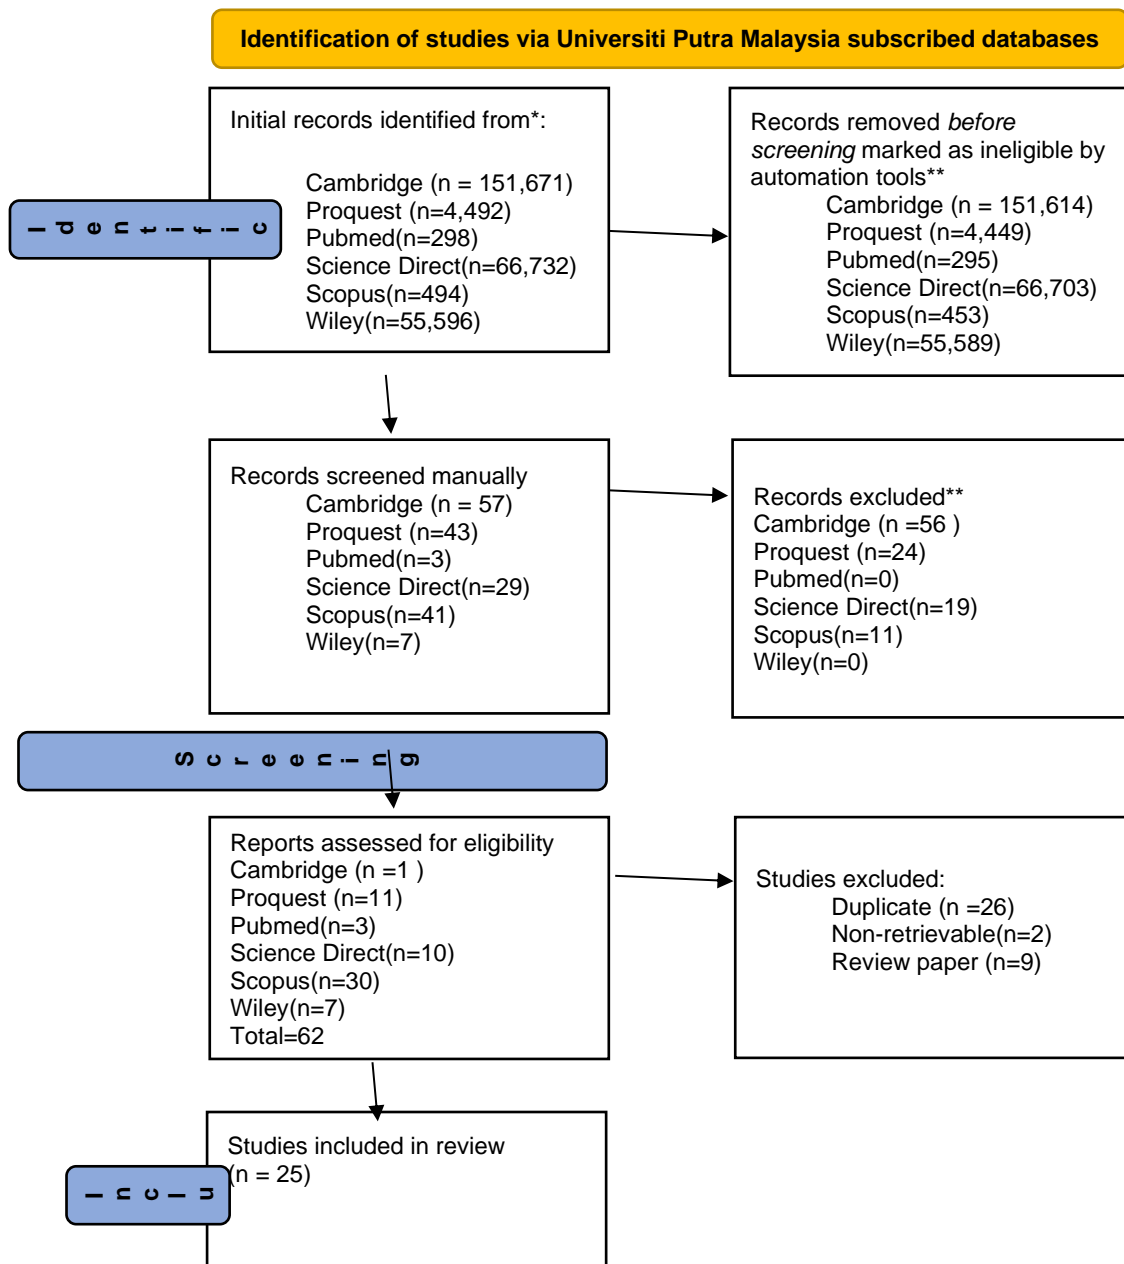 Identification of studies via Universiti Putra Malaysia subscribed databases
Identific
Initial records identified from*:
Cambridge (n = 151,671)
Proquest (n=4,492)
Pubmed(n=298)
Science Direct(n=66,732)
Scopus(n=494)
Wiley(n=55,596)
Records removed before
screening marked as ineligible by
automation tools**
Cambridge (n = 151,614)
Proquest (n=4,449)
Pubmed(n=295)
Science Direct(n=66,703)
Scopus(n=453)
Wiley(n=55,589)
Records screened manually
Cambridge (n = 57)
Proquest(n=43)
Pubmed(n=3)
Science Direct(n=29)
Scopus(n=41)
Wiley(n=7)
Records excluded**
Cambridge (n =56 )
Proquest (n=24)
Pubmed(n=0)
Science Direct(n=19)
Scopus(n=11)
Wiley(n=0)
Screening
Reports assessed for eligibility
Cambridge (n =1 )
Proquest (n=11)
Pubmed(n=3)
Science Direct(n=10)
Scopus(n=30)
Wiley(n=7)
Total=62
Studies excluded:
Duplicate (n =26)
Non-retrievable(n=2)
Review paper (n=9)
Inclu
Studies included in review
(n = 25)